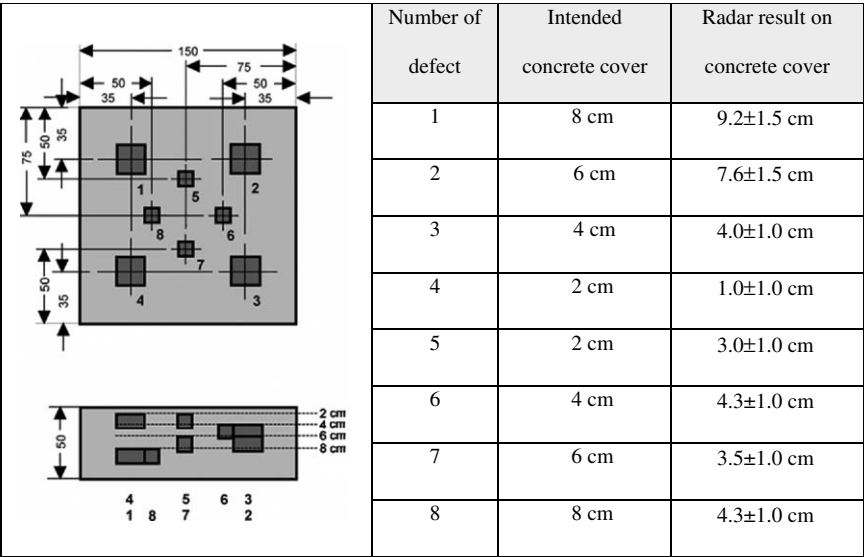 150
75
50 50
35 35
35
50
75
1
2
5
8
6
7
50
35
4
3
2 cm
4 cm
6 cm
8 cm
50
4 5 6 3
1 8 7 2
Number of defect Intended concrete cover Radar result on concrete cover
1 8 cm 9.2±1.5 cm
2 6 cm 7.6±1.5 cm
3 4 cm 4.0±1.0 cm
4 2 cm 1.0±1.0 cm
5 2 cm 3.0±1.0 cm
6 4 cm 4.3±1.0 cm
7 6 cm 3.5±1.0 cm
8 8 cm 4.3±1.0 cm